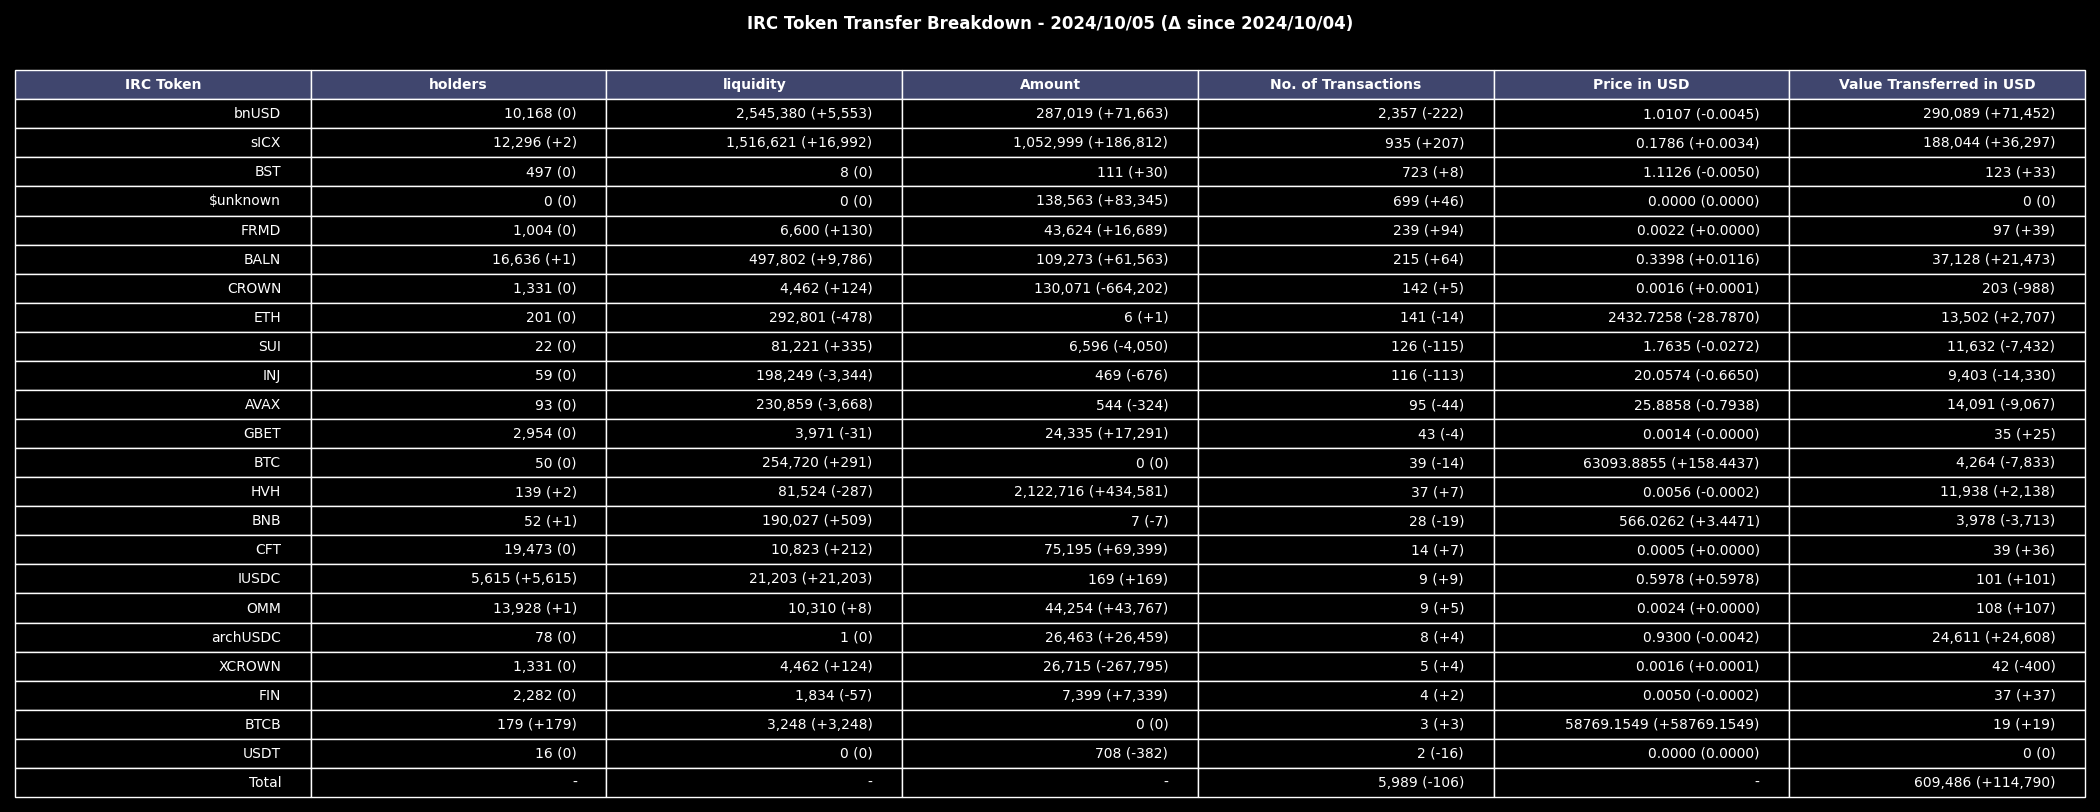 IRC Token Transfer Breakdown - 2024/10/05 (Δ since 2024/10/04)
IRC Token holders liquidity Amount No. of Transactions Price in USD Value Transferred in USD
bnUSD 10,168 (0) 2,545,380 (+5,553) 287,019 (+71,663) 2,357 (-222) 1.0107 (-0.0045) 290,089 (+71,452)
sICX 12,296 (+2) 1,516,621 (+16,992) 1,052,999 (+186,812) 935 (+207) 0.1786 (+0.0034) 188,044 (+36,297)
BST 497 (0) 8 (0) 111 (+30) 723 (+8) 1.1126 (-0.0050) 123 (+33)
$unknown 0 (0) 0 (0) 138,563 (+83,345) 699 (+46) 0.0000 (0.0000) 0 (0)
FRMD 1,004 (0) 6,600 (+130) 43,624 (+16,689) 239 (+94) 0.0022 (+0.0000) 97 (+39)
BALN 16,636 (+1) 497,802 (+9,786) 109,273 (+61,563) 215 (+64) 0.3398 (+0.0116) 37,128 (+21,473)
CROWN 1,331 (0) 4,462 (+124) 130,071 (-664,202) 142 (+5) 0.0016 (+0.0001) 203 (-988)
ETH 201 (0) 292,801 (-478) 6 (+1) 141 (-14) 2432.7258 (-28.7870) 13,502 (+2,707)
SUI 22 (0) 81,221 (+335) 6,596 (-4,050) 126 (-115) 1.7635 (-0.0272) 11,632 (-7,432)
INJ 59 (0) 198,249 (-3,344) 469 (-676) 116 (-113) 20.0574 (-0.6650) 9,403 (-14,330)
AVAX 93 (0) 230,859 (-3,668) 544 (-324) 95 (-44) 25.8858 (-0.7938) 14,091 (-9,067)
GBET 2,954 (0) 3,971 (-31) 24,335 (+17,291) 43 (-4) 0.0014 (-0.0000) 35 (+25)
BTC 50 (0) 254,720 (+291) 0 (0) 39 (-14) 63093.8855 (+158.4437) 4,264 (-7,833)
HVH 139 (+2) 81,524 (-287) 2,122,716 (+434,581) 37 (+7) 0.0056 (-0.0002) 11,938 (+2,138)
BNB 52 (+1) 190,027 (+509) 7 (-7) 28 (-19) 566.0262 (+3.4471) 3,978 (-3,713)
CFT 19,473 (0) 10,823 (+212) 75,195 (+69,399) 14 (+7) 0.0005 (+0.0000) 39 (+36)
IUSDC 5,615 (+5,615) 21,203 (+21,203) 169 (+169) 9 (+9) 0.5978 (+0.5978) 101 (+101)
OMM 13,928 (+1) 10,310 (+8) 44,254 (+43,767) 9 (+5) 0.0024 (+0.0000) 108 (+107)
archUSDC 78 (0) 1 (0) 26,463 (+26,459) 8 (+4) 0.9300 (-0.0042) 24,611 (+24,608)
XCROWN 1,331 (0) 4,462 (+124) 26,715 (-267,795) 5 (+4) 0.0016 (+0.0001) 42 (-400)
FIN 2,282 (0) 1,834 (-57) 7,399 (+7,339) 4 (+2) 0.0050 (-0.0002) 37 (+37)
BTCB 179 (+179) 3,248 (+3,248) 0 (0) 3 (+3) 58769.1549 (+58769.1549) 19 (+19)
USDT 16 (0) 0 (0) 708 (-382) 2 (-16) 0.0000 (0.0000) 0 (0)
Total - - - 5,989 (-106) - 609,486 (+114,790)